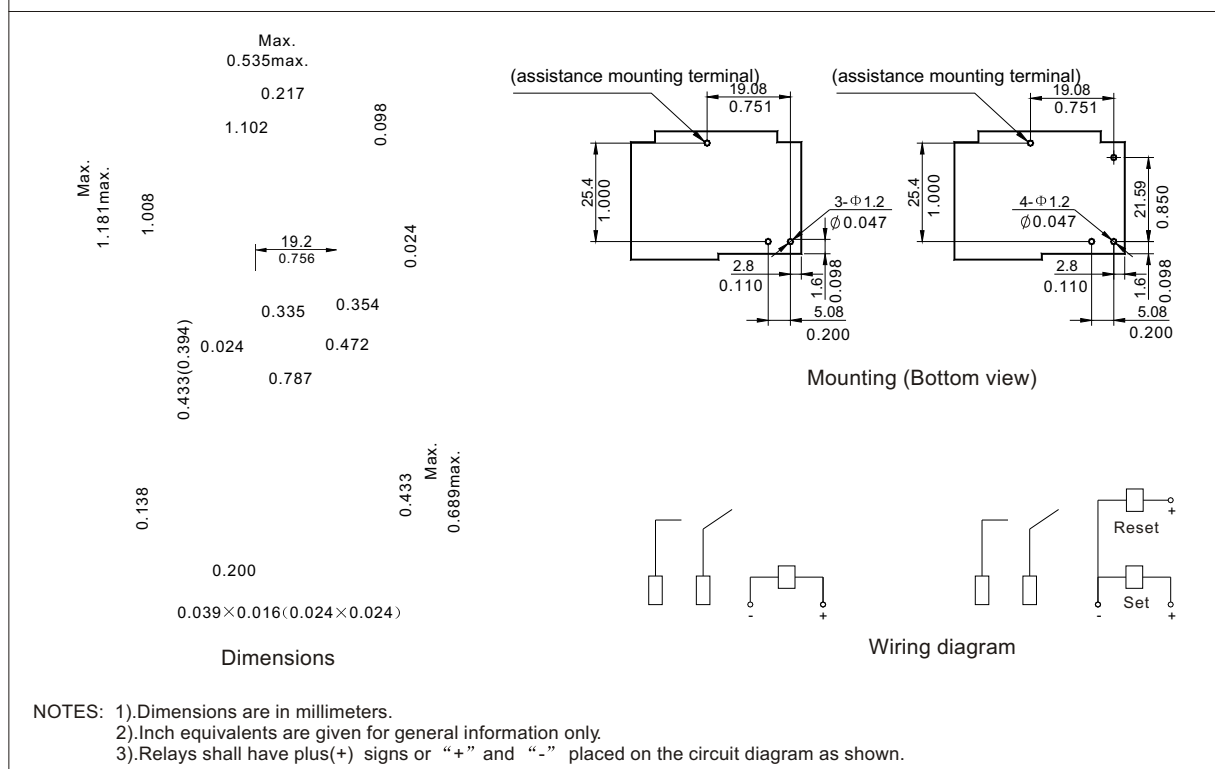 Max.
0.535max.
0.217
1.102
0.098
Max.
1.181max.
1.008
19.2
0.756
0.024
0.335
0.354
0.433(0.394)
0.024
0.472
0.787
0.138
0.433
Max.
0.689max.
0.200
0.039×0.016(0.024×0.024)
Dimensions
(assistance mounting terminal)
19.08
0.751
25.4
1.000
3-Φ1.2
Ø0.047
2.8
0.110
1.6
0.098
5.08
0.200
(assistance mounting terminal)
19.08
0.751
25.4
1.000
21.59
0.850
4-Φ1.2
Ø0.047
2.8
0.110
1.6
0.098
5.08
0.200
Mounting (Bottom view)
-
+
Reset
+
Set
-
+
Wiring diagram
NOTES: 1).Dimensions are in millimeters.
2).Inch equivalents are given for general information only.
3).Relays shall have plus(+) signs or “+” and “-” placed on the circuit diagram as shown.